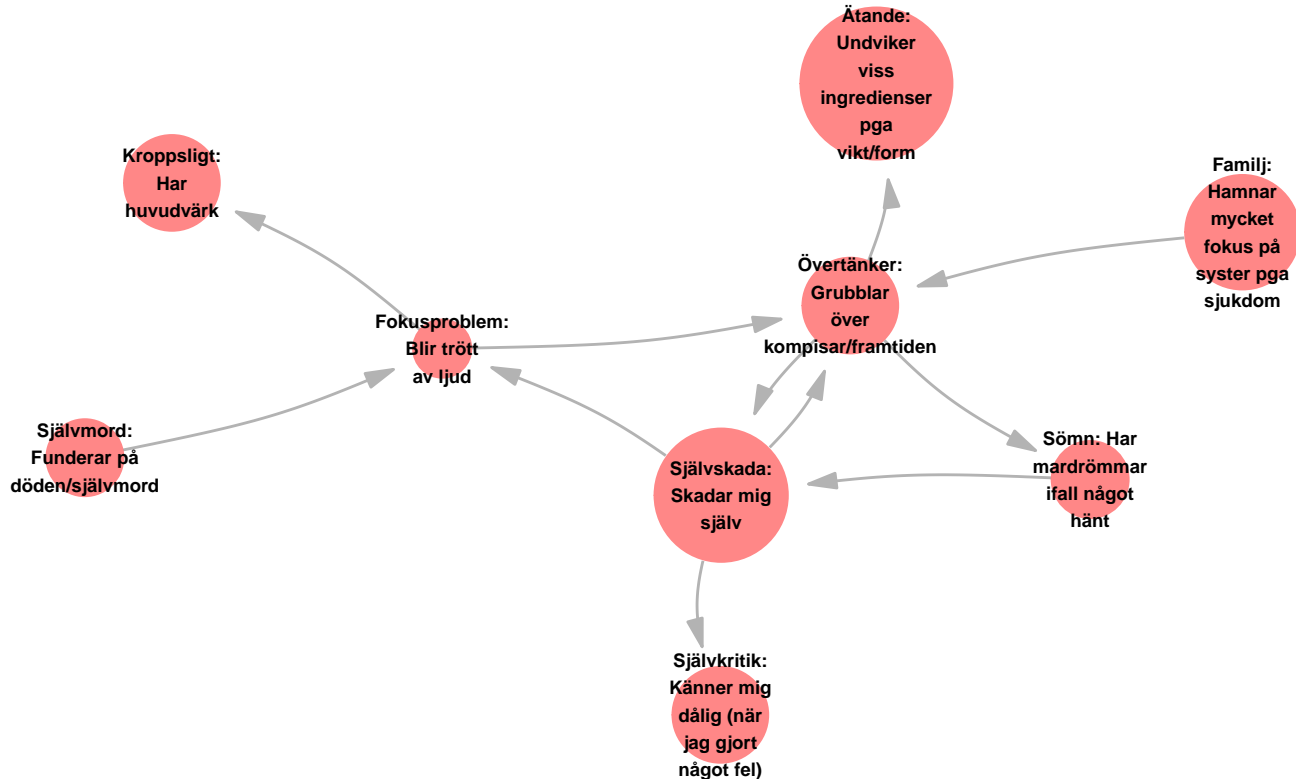 Ätande:
Undviker
viss
ingredienser
pga
vikt/form
Kroppsligt:
Har
huvudvärk
Familj:
Hamnar
mycket
fokus på
syster pga
sjukdom
Övertänker:
Grubblar
över
kompisar/framtiden
Fokusproblem:
Blir trött
av ljud
Självmord:
Funderar på
döden/självmord
Självskada:
Skadar mig
själv
Sömn: Har
mardrömmar
ifall något
hänt
Självkritik:
Känner mig
dålig (när
jag gjort
något fel)